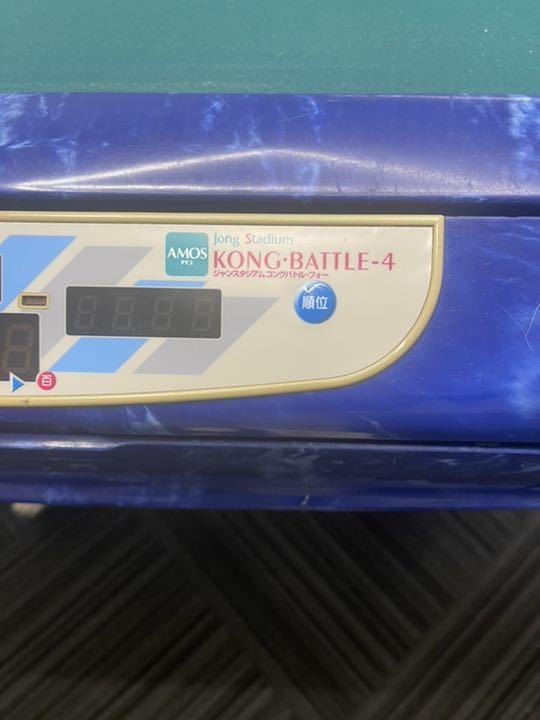 Jong Stadium
AMOS
アモス
KONG・BATTLE-4
ジャンスタジアム コングバトル・フォー
順位
百